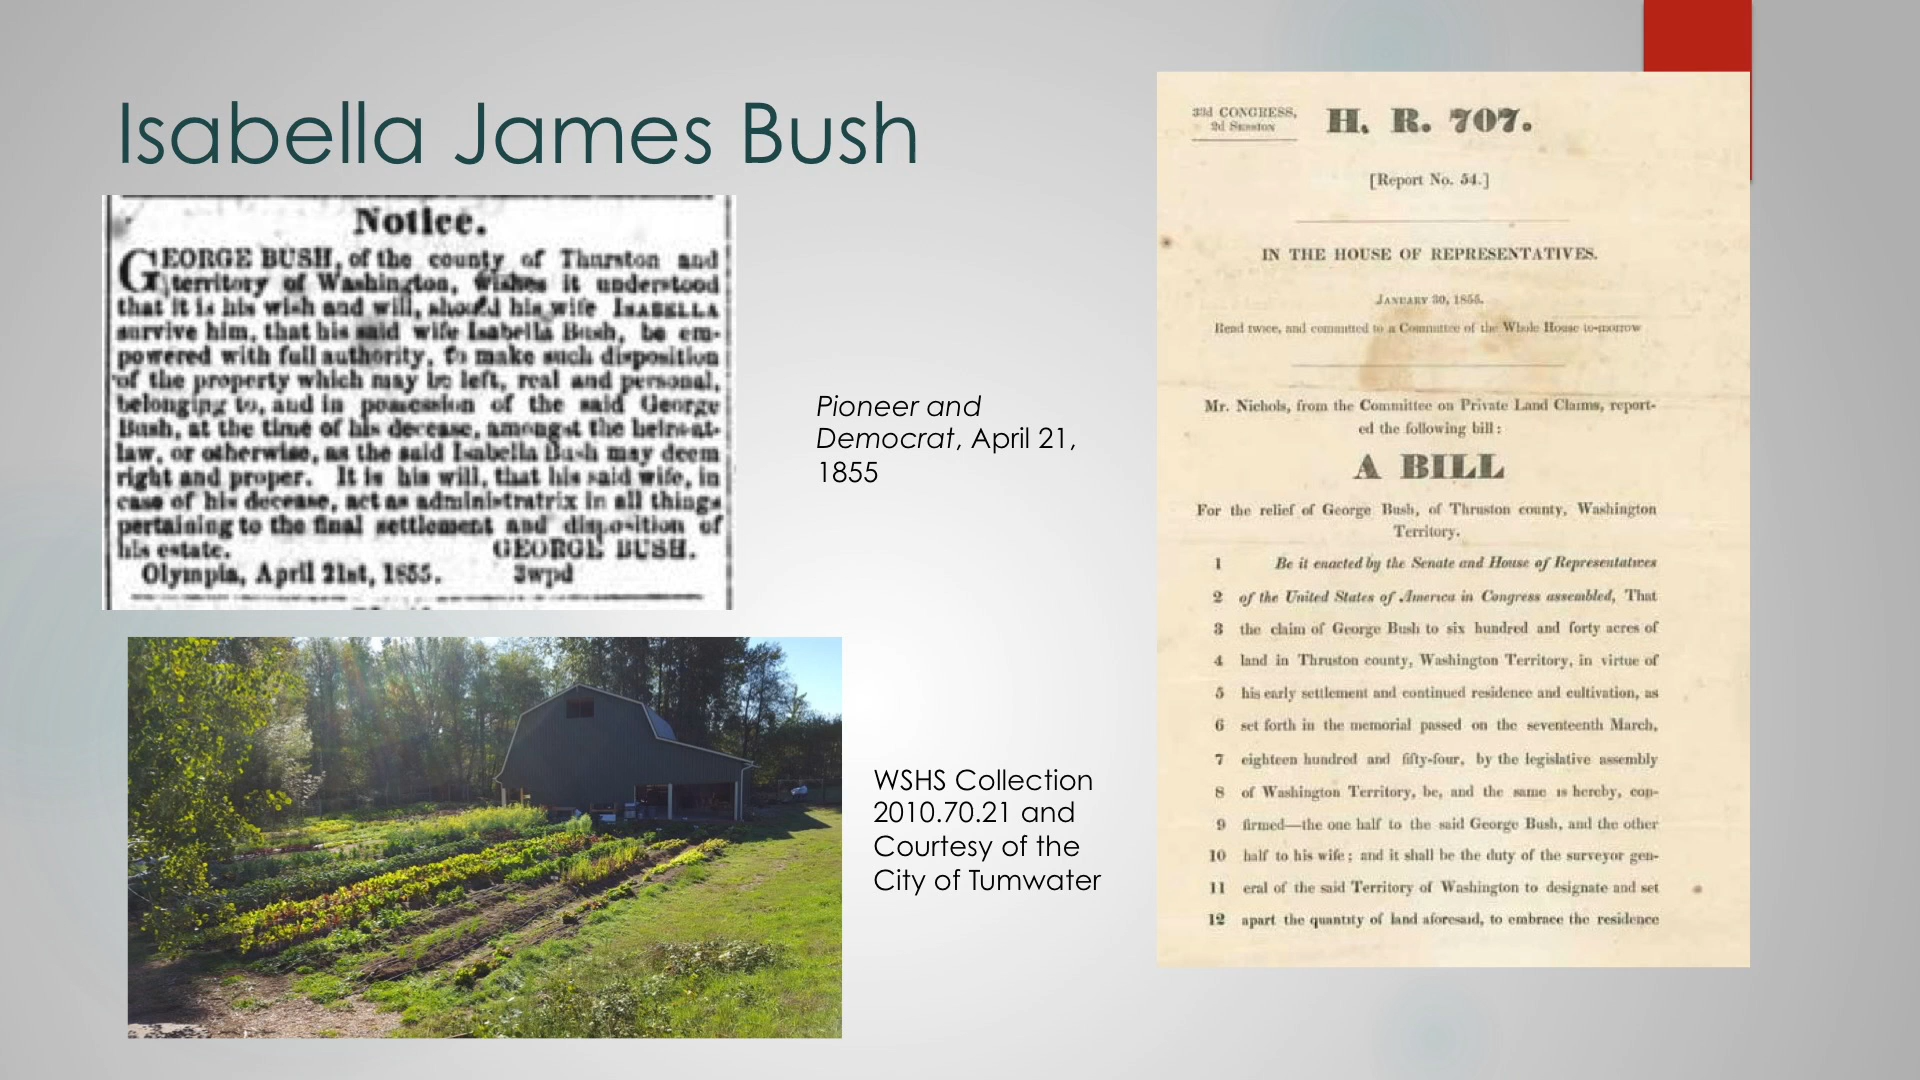 Isabella James Bush
Notice.
GEORGE BUSH, of the county of Thurston and
territory of Washington, wishes it understood
that it is his wish and will, should his wife ISABELLA
survive him, that his said wife Isabella Bush, be em-
powered with full authority, to make such disposition
of the property which may be left, real and personal,
belonging to, and in possession of the said George
Bush, at the time of his decease, amongst the heirs-at-
law, or otherwise, as the said Isabella Bush may deem
right and proper. It is his will, that his said wife, in
case of his decease, act as administratrix in all things
pertaining to the final settlement and disposition of
his estate. GEORGE BUSH.
Olympia, April 21st, 1855. 3wpd
Pioneer and
Democrat, April 21,
1855
WSHS Collection
2010.70.21 and
Courtesy of the
City of Tumwater
33d CONGRESS,
2d SESSION
H. R. 707.
[Report No. 54.]
IN THE HOUSE OF REPRESENTATIVES.
JANUARY 30, 1855.
Read twice, and committed to a Committee of the Whole House to-morrow
Mr. Nichols, from the Committee on Private Land Claims, report-
ed the following bill:
A BILL
For the relief of George Bush, of Thruston county, Washington
Territory.
1 Be it enacted by the Senate and House of Representatives
2 of the United States of America in Congress assembled, That
3 the claim of George Bush to six hundred and forty acres of
4 land in Thruston county, Washington Territory, in virtue of
5 his early settlement and continued residence and cultivation, as
6 set forth in the memorial passed on the seventeenth March,
7 eighteen hundred and fifty-four, by the legislative assembly
8 of Washington Territory, be, and the same is hereby, con-
9 firmed—the one half to the said George Bush, and the other
10 half to his wife; and it shall be the duty of the surveyor gen-
11 eral of the said Territory of Washington to designate and set
12 apart the quantity of land aforesaid, to embrace the residence